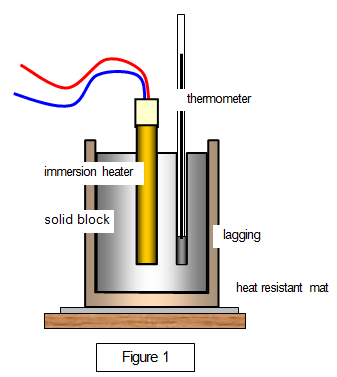 thermometer
immersion heater
solid block
lagging
heat resistant mat
Figure 1